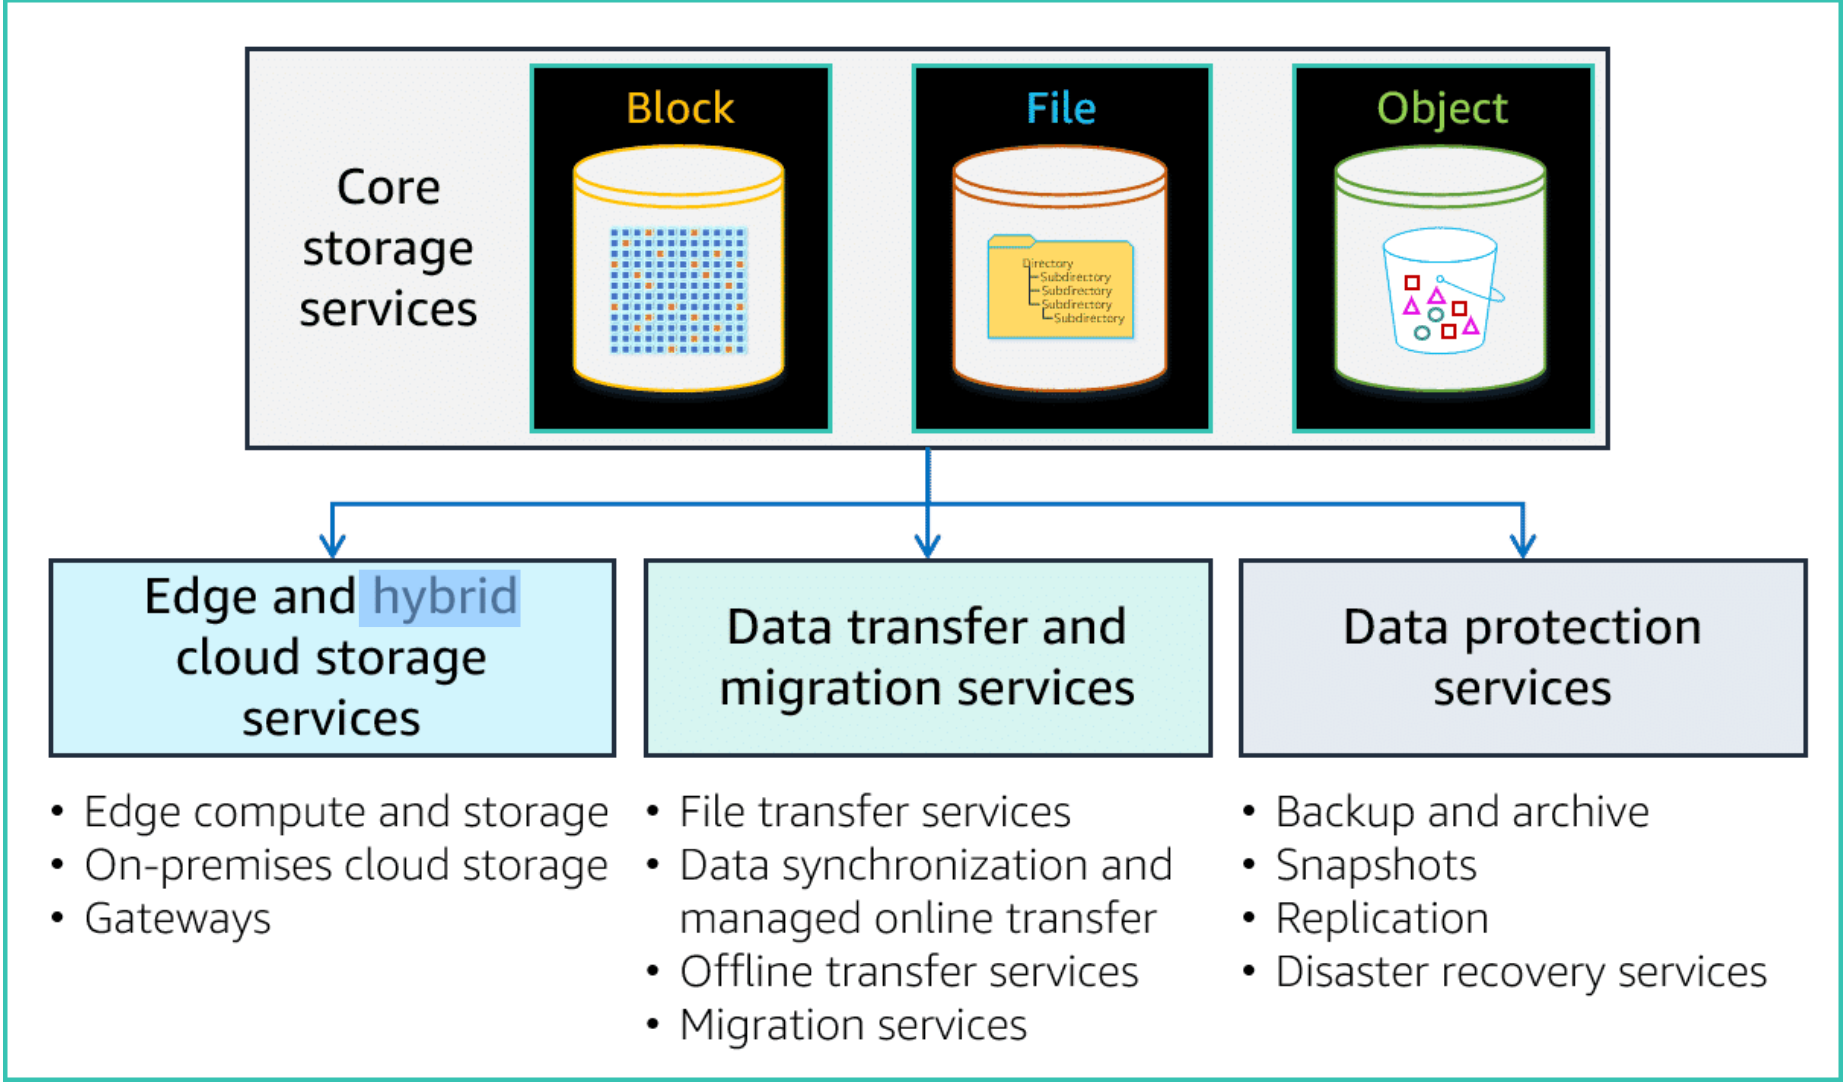 Core
storage
services
Block
File
Directory
Subdirectory
Subdirectory
Subdirectory
Subdirectory
Object
Edge and hybrid
cloud storage
services
• Edge compute and storage
• On-premises cloud storage
• Gateways
Data transfer and
migration services
• File transfer services
• Data synchronization and
managed online transfer
• Offline transfer services
• Migration services
Data protection
services
• Backup and archive
• Snapshots
• Replication
• Disaster recovery services